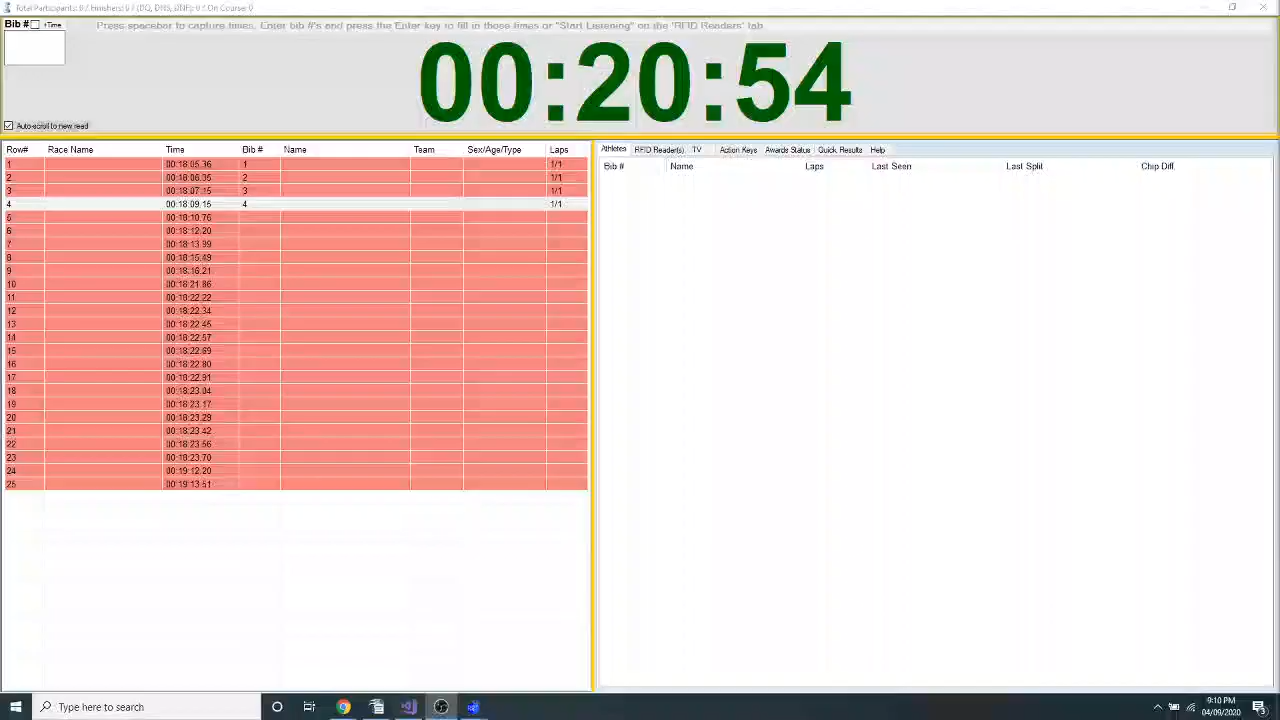 Total Participants: 0 / Finishers: 0 / (DQ, DNS, DNF): 0 / On Course: 0
Bib # +Time
Press spacebar to capture times. Enter bib #'s and press the Enter key to fill in those times or "Start Listening" on the 'RFID Readers' tab
00:20:54
Auto-scroll to new read
Row# Race Name Time Bib # Name Team Sex/Age/Type Laps
1 00:18:05.36 1 1/1
2 00:18:06.35 2 1/1
3 00:18:07.15 3 1/1
4 00:18:09.15 4 1/1
5 00:18:10.76
6 00:18:12.20
7 00:18:13.99
8 00:18:15.49
9 00:18:16.21
10 00:18:21.86
11 00:18:22.22
12 00:18:22.34
13 00:18:22.45
14 00:18:22.57
15 00:18:22.69
16 00:18:22.80
17 00:18:22.91
18 00:18:23.04
19 00:18:23.17
20 00:18:23.29
21 00:18:23.42
22 00:18:23.56
23 00:18:23.70
24 00:19:12.20
25 00:19:13.51
Athletes RFID Reader(s) TV Action Keys Awards Status Quick Results Help
Bib # Name Laps Last Seen Last Split Chip Diff
Type here to search
9:10 PM
04/09/2020
3